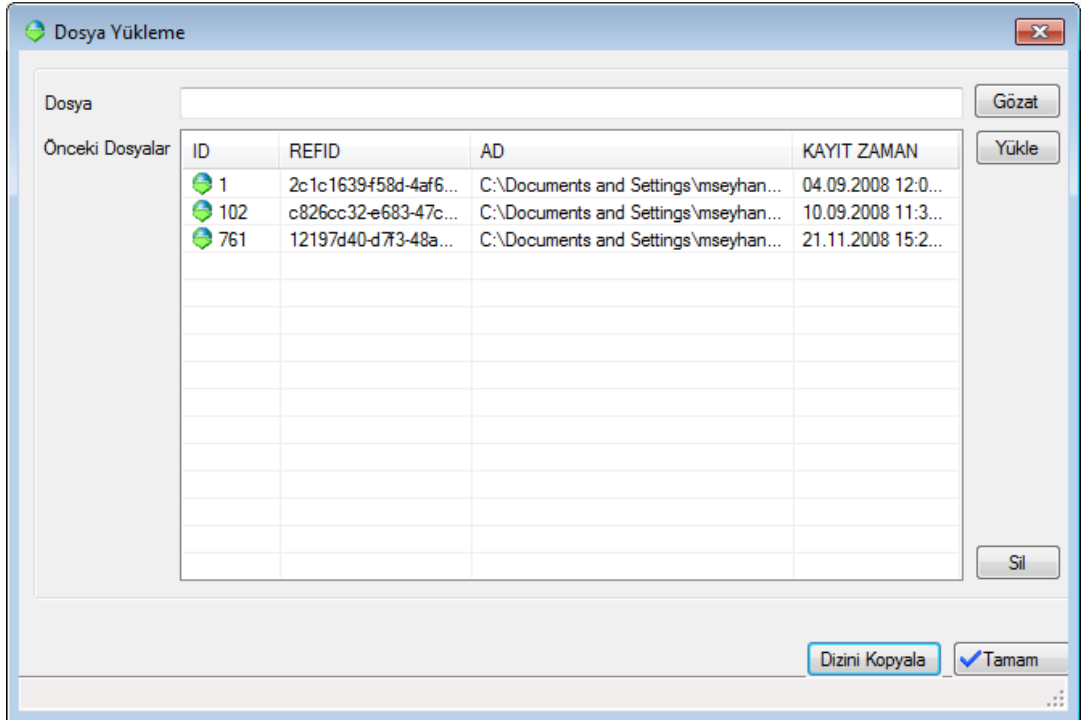 Dosya Yükleme
Dosya Gözat
Önceki Dosyalar ID REFID AD KAYIT ZAMAN Yükle
1 2c1c1639-f58d-4af6... C:\Documents and Settings\mseyhan... 04.09.2008 12:0...
102 c826cc32-e683-47c... C:\Documents and Settings\mseyhan... 10.09.2008 11:3...
761 12197d40-d7f3-48a... C:\Documents and Settings\mseyhan... 21.11.2008 15:2...
Sil
Dizini Kopyala Tamam